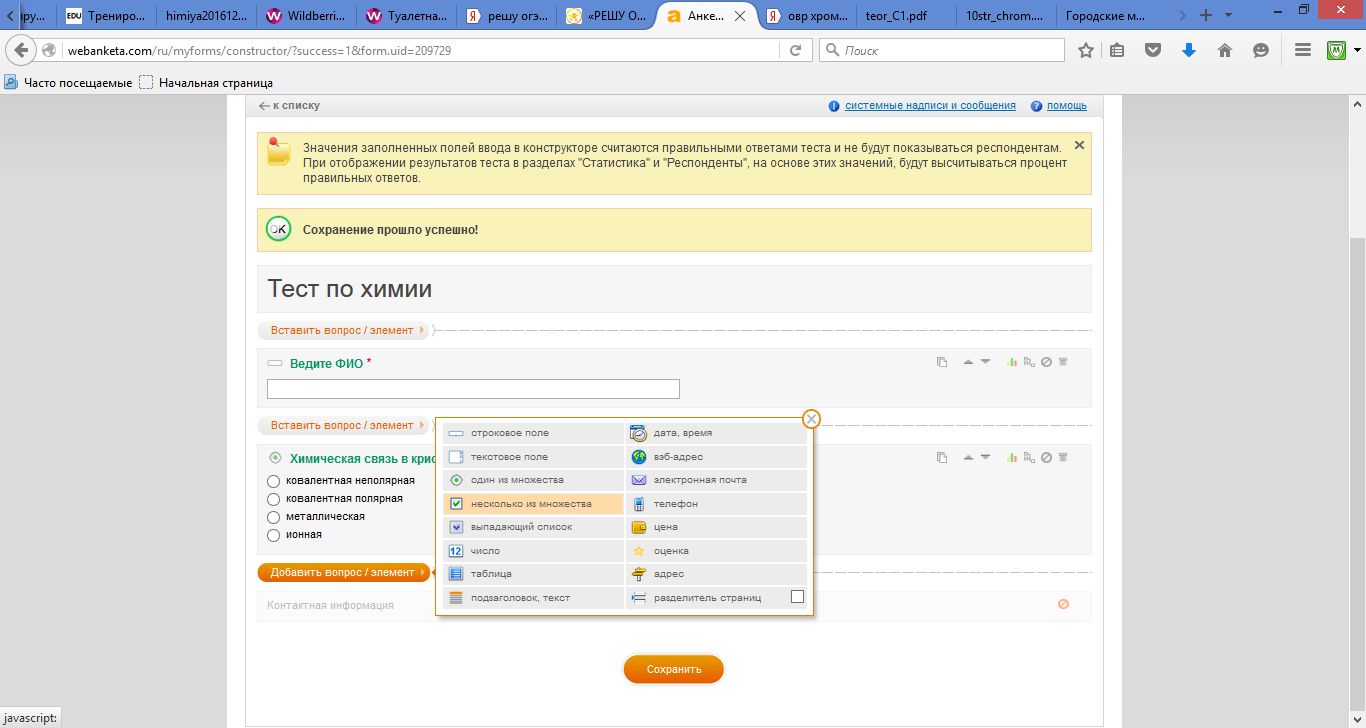 ıру...
EDU Трениро...
himiya201612...
Wildberri...
Туалетна...
решу огэ...
«РЕШУ О...
Анке...
овр хром...
teor_C1.pdf
10str_chrom....
Городские м...
webanketa.com/ru/myforms/constructor/?success=1&form.uid=209729
Поиск
Часто посещаемые
Начальная страница
к списку
системные надписи и сообщения
помощь
Значения заполненных полей ввода в конструкторе считаются правильными ответами теста и не будут показываться респондентам.
При отображении результатов теста в разделах "Статистика" и "Респонденты", на основе этих значений, будут высчитываться процент
правильных ответов.
OK Сохранение прошло успешно!
Тест по химии
Вставить вопрос / элемент
Ведите ФИО *
Вставить вопрос / элемент
Химическая связь в крис
ковалентная неполярная
ковалентная полярная
металлическая
ионная
строковое поле
текстовое поле
один из множества
несколько из множества
выпадающий список
12 число
таблица
подзаголовок, текст
дата, время
вэб-адрес
электронная почта
телефон
цена
оценка
адрес
разделитель страниц
Добавить вопрос / элемент
Контактная информация
Сохранить
javascript: